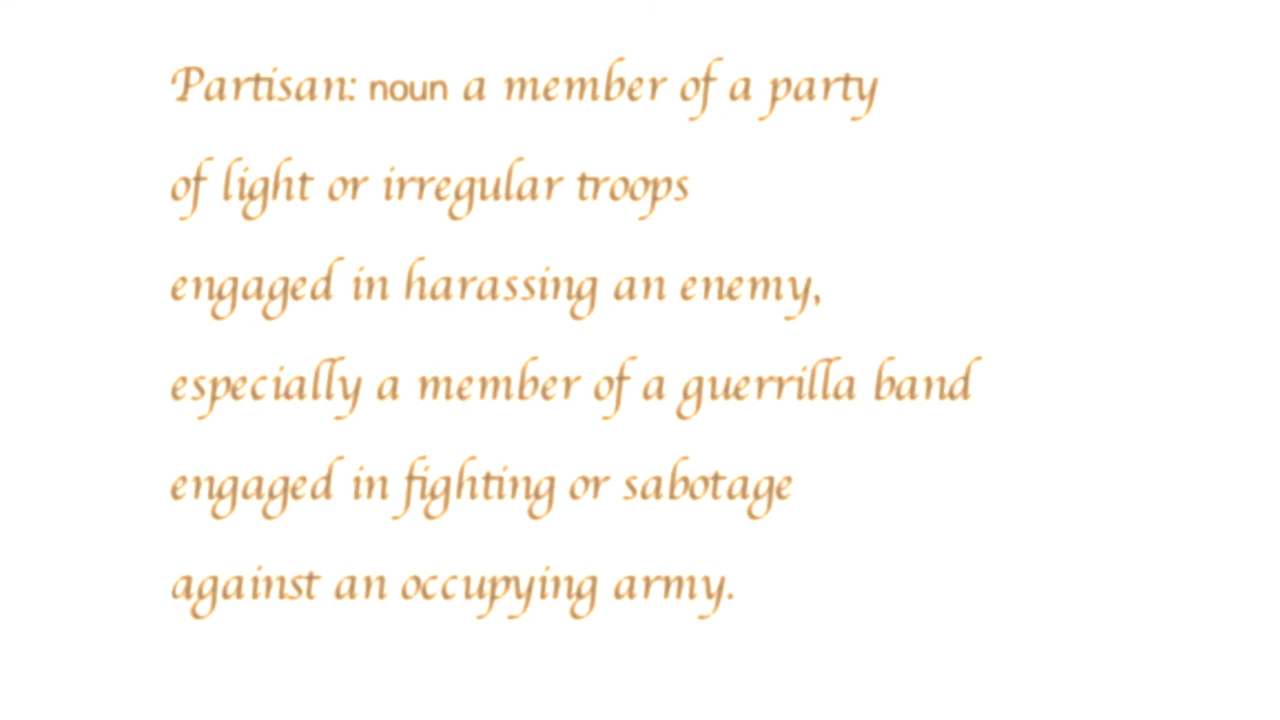 Partisan: noun a member of a party
of light or irregular troops
engaged in harassing an enemy,
especially a member of a guerrilla band
engaged in fighting or sabotage
against an occupying army.